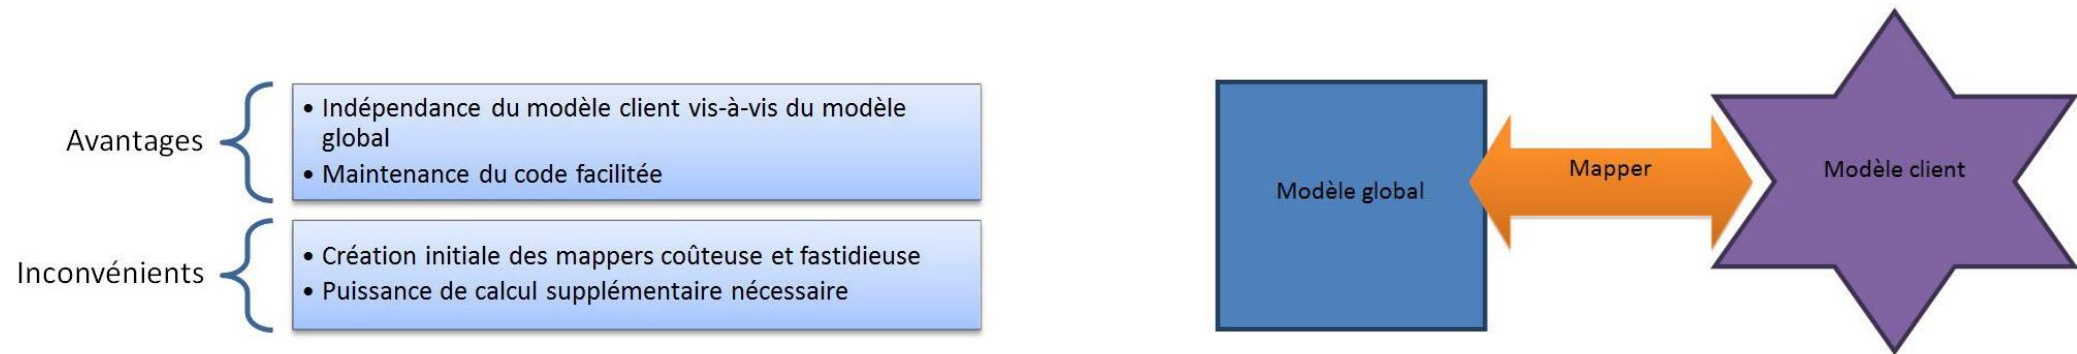 Avantages
• Indépendance du modèle client vis-à-vis du modèle
global
• Maintenance du code facilitée
Inconvénients
• Création initiale des mappers coûteuse et fastidieuse
• Puissance de calcul supplémentaire nécessaire
Modèle global
Mapper
Modèle client